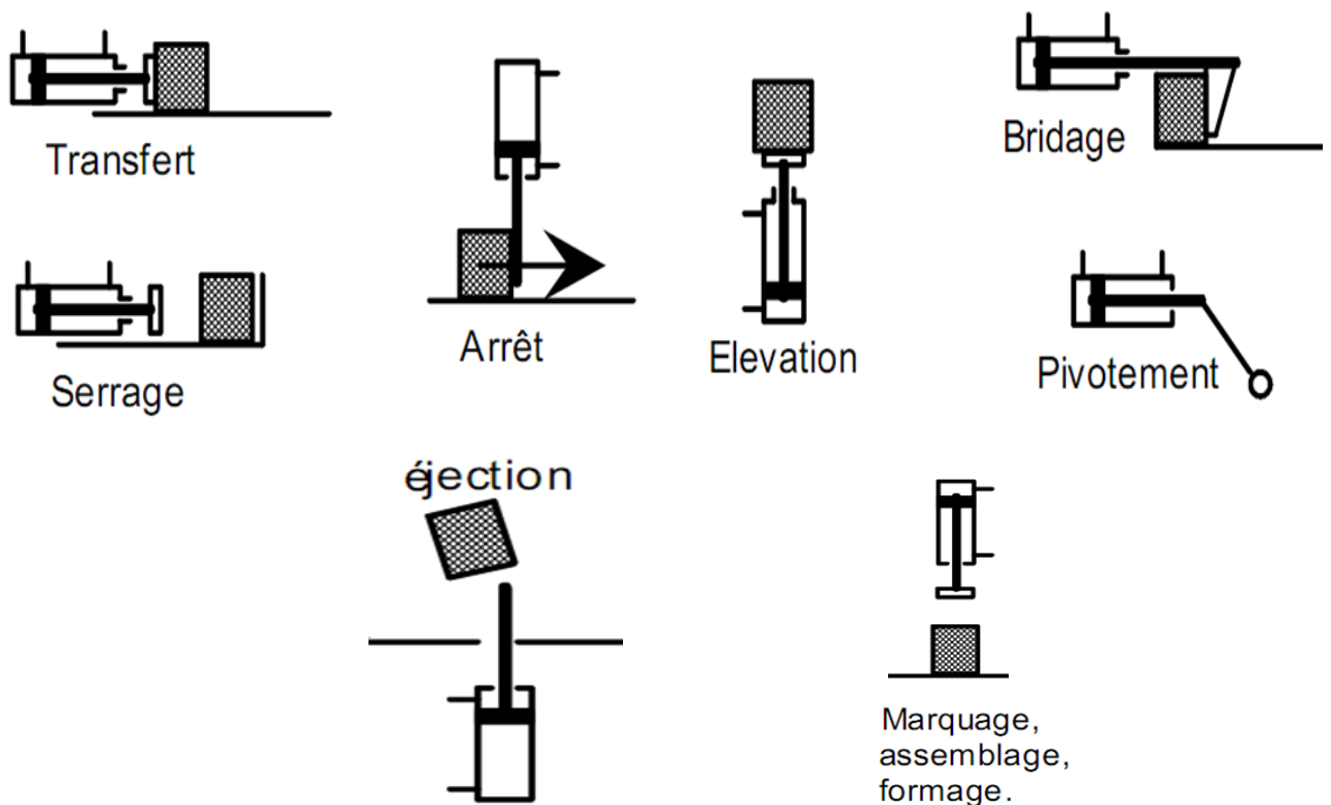 Transfert
Bridage
Arrêt
Elevation
Serrage
Pivotement
éjection
Marquage,
assemblage,
formage.